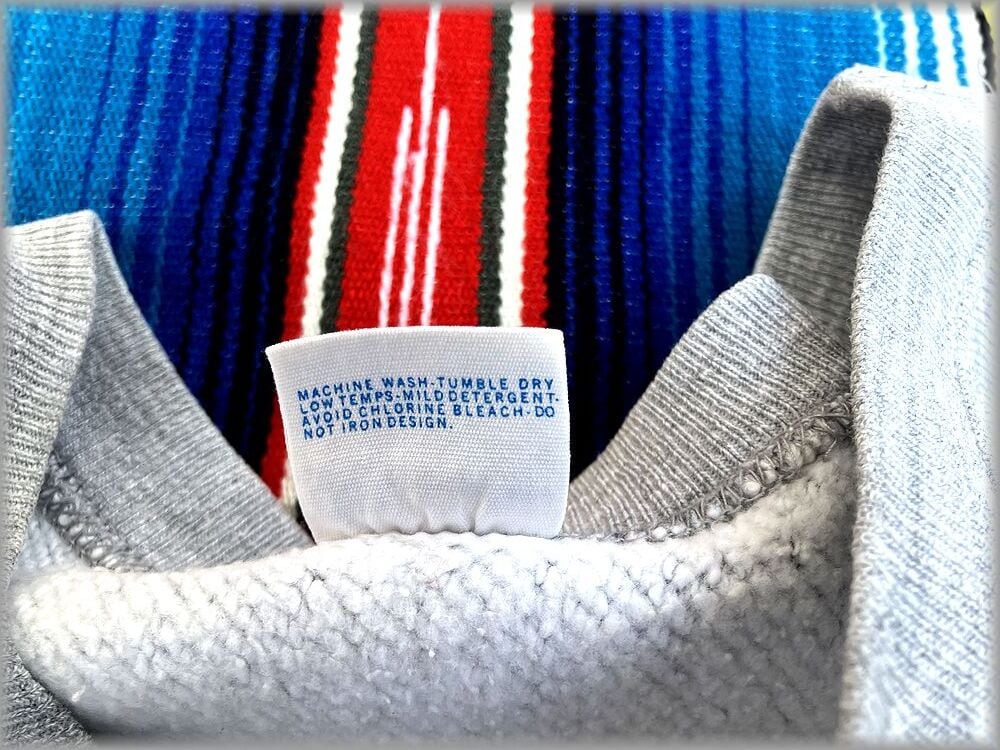 MACHINE WASH-TUMBLE DRY
LOW TEMPS-MILD DETERGENT-
AVOID CHLORINE BLEACH-DO
NOT IRON DESIGN.